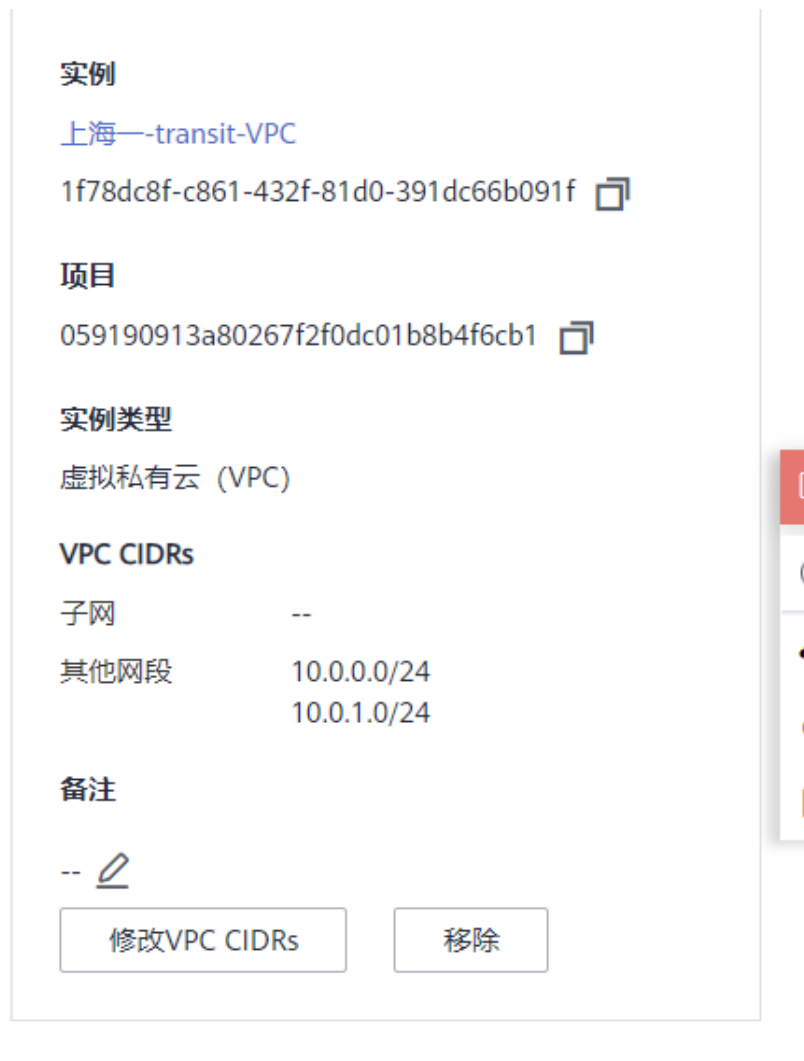 实例
上海一-transit-VPC
1f78dc8f-c861-432f-81d0-391dc66b091f
项目
059190913a80267f2f0dc01b8b4f6cb1
实例类型
虚拟私有云（VPC）
VPC CIDRs
子网 --
其他网段 10.0.0.0/24
10.0.1.0/24
备注
--
修改VPC CIDRs 移除